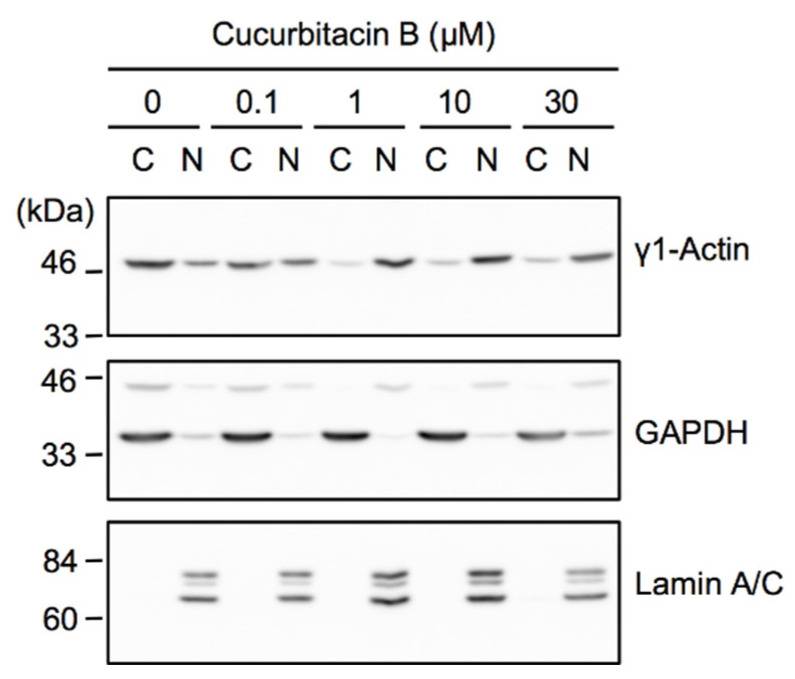 Cucurbitacin B (μM)
0 0.1 1 10 30
C N C N C N C N C N
(kDa)
46
γ1-Actin
33
46
GAPDH
33
84
Lamin A/C
60